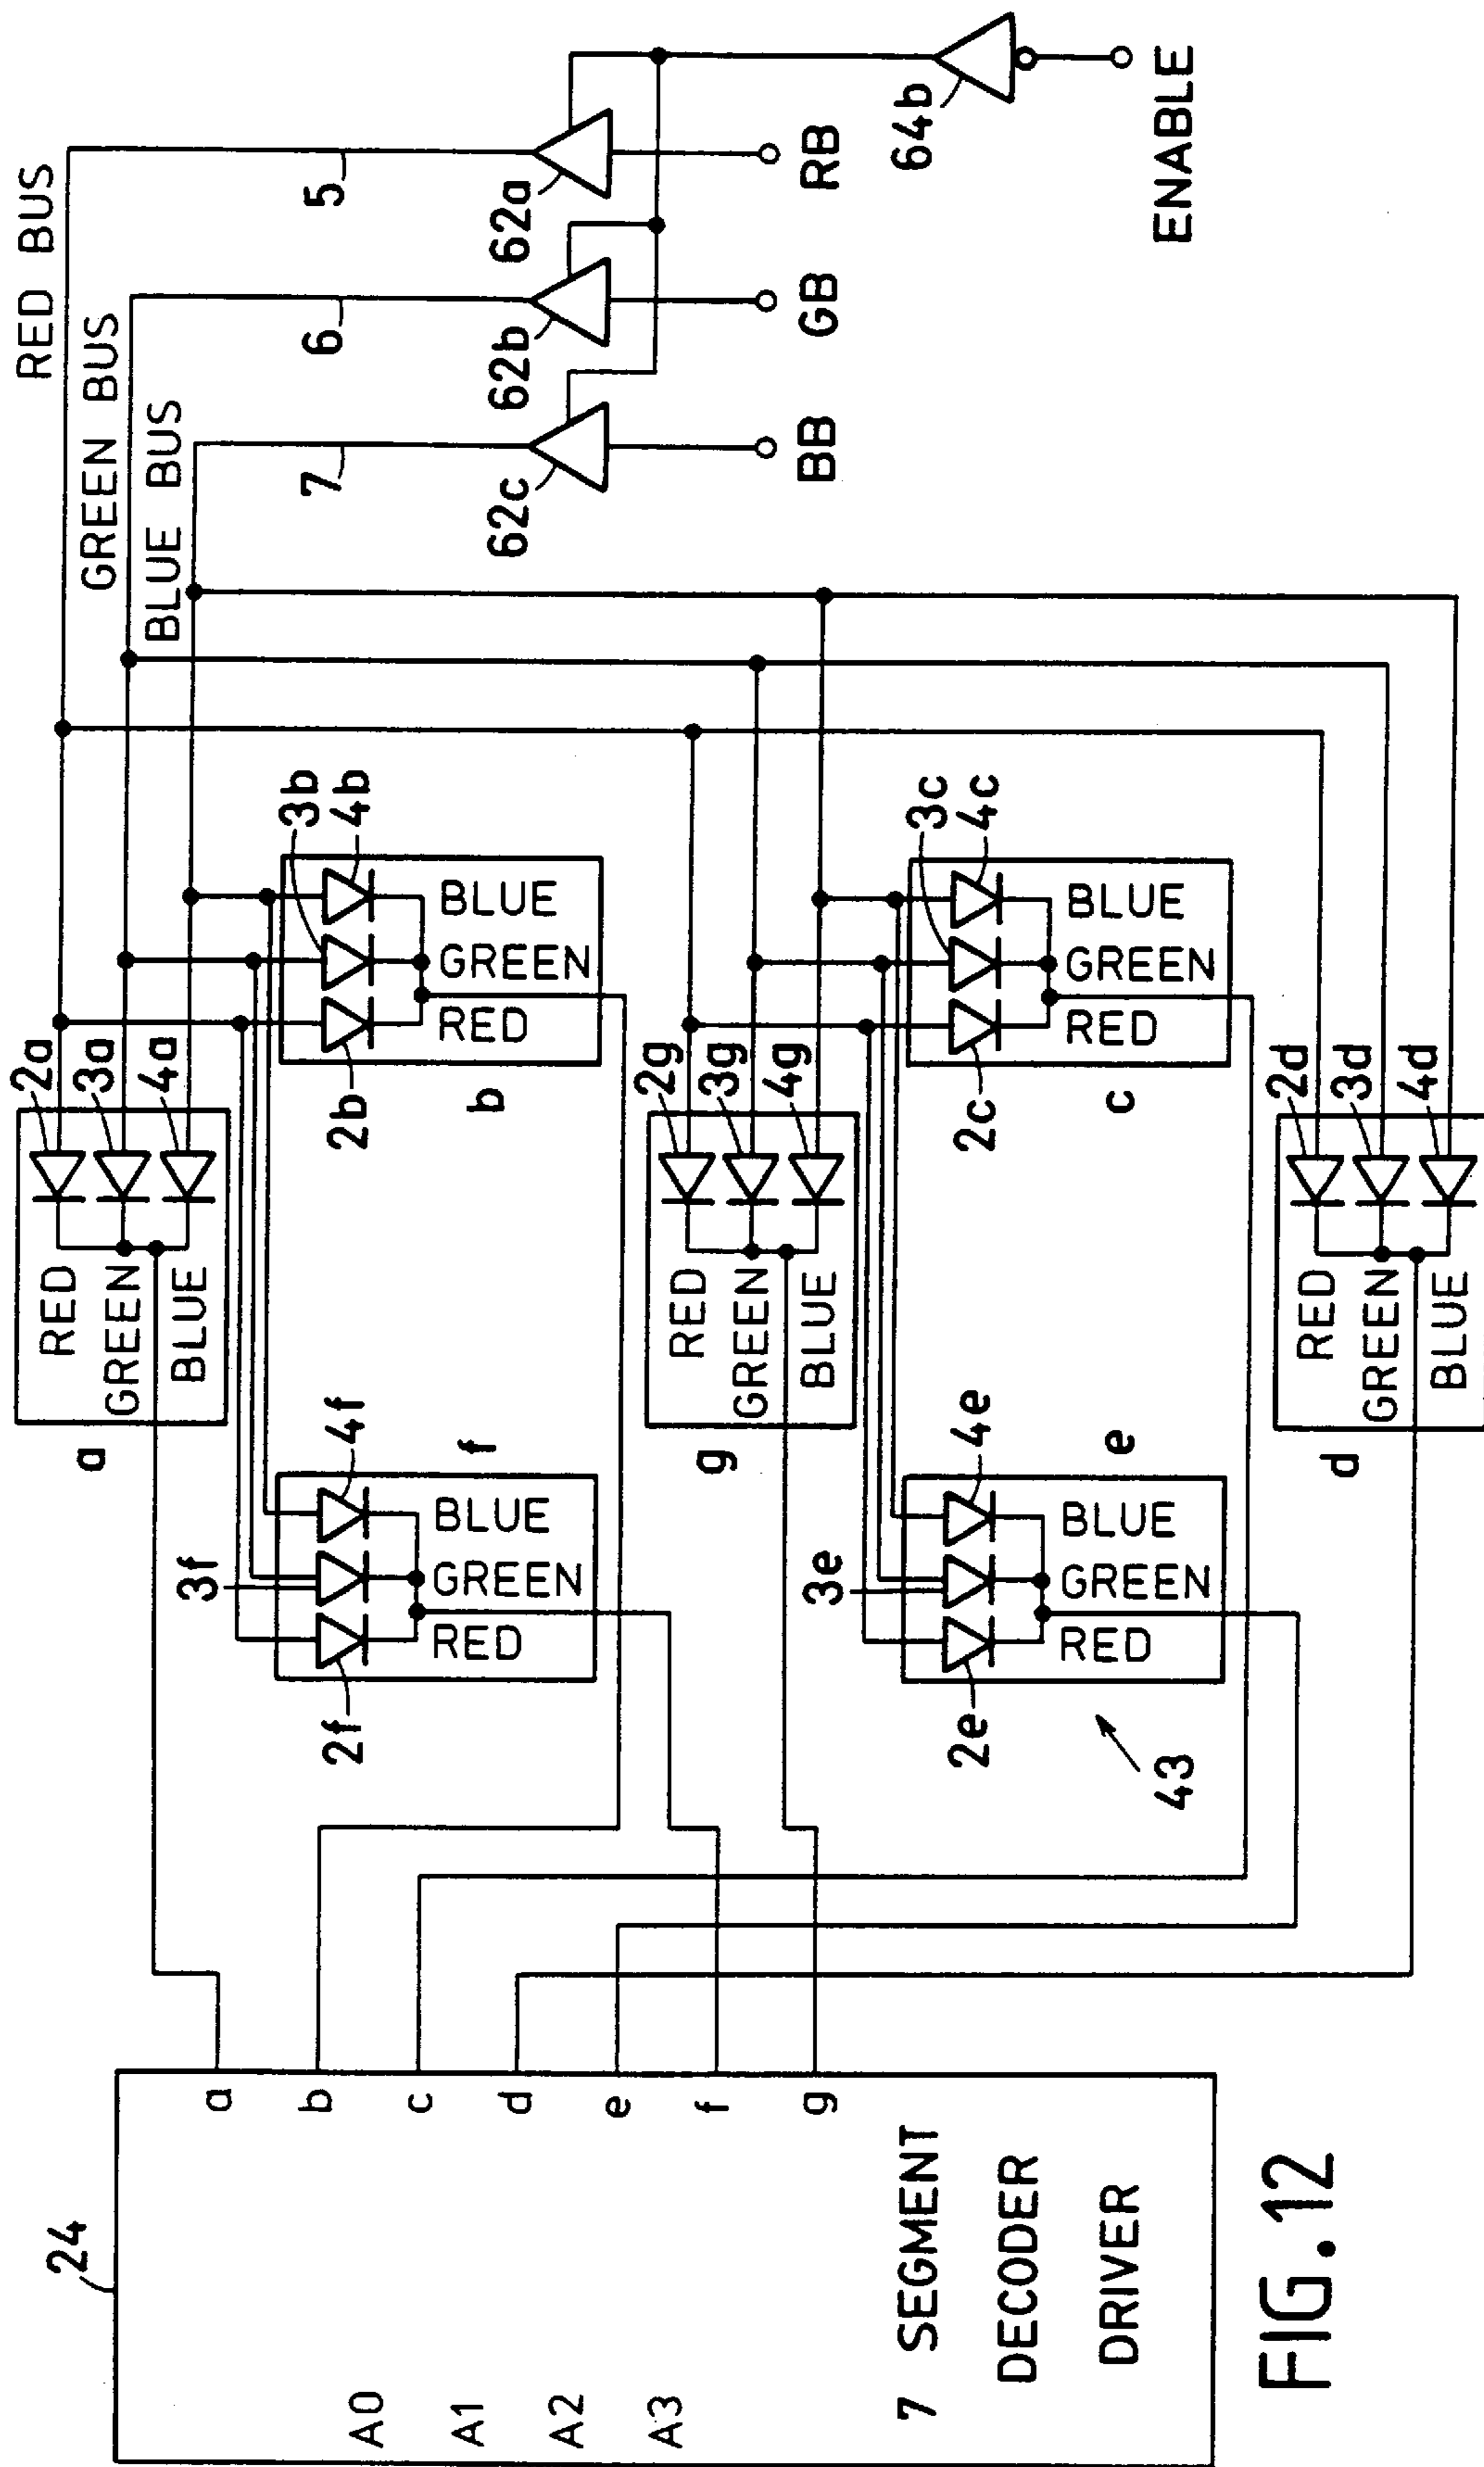 24
A0
A1
A2
A3
7 SEGMENT
DECODER
DRIVER
a
b
c
d
e
f
g
a
RED
GREEN
BLUE
2a
3a
4a
f
2f
3f
4f
BLUE
GREEN
RED
b
2b
3b
4b
BLUE
GREEN
RED
g
RED
GREEN
BLUE
2g
3g
4g
e
2e
3e
4e
BLUE
GREEN
RED
c
2c
3c
4c
BLUE
GREEN
RED
d
RED
GREEN
BLUE
2d
3d
4d
43
RED BUS
GREEN BUS
BLUE BUS
5
6
7
62a
62b
62c
64b
BB
GB
RB
ENABLE
FIG.12